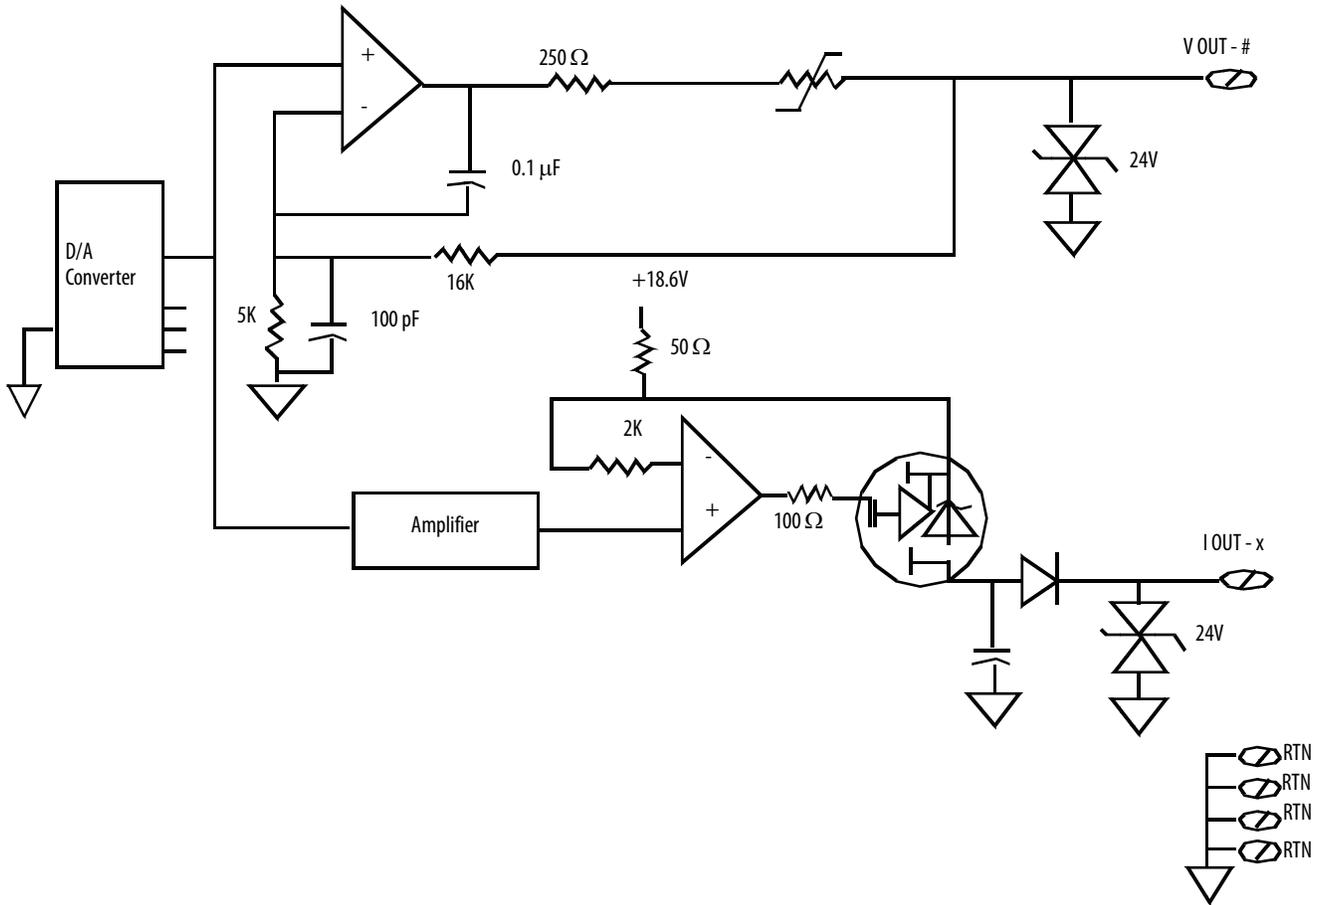 V OUT - #
250 Ω
+
-
24V
0.1 µF
D/A
Converter
16K
+18.6V
5K
100 pF
50 Ω
2K
-
+
100 Ω
Amplifier
I OUT - x
24V
RTN
RTN
RTN
RTN